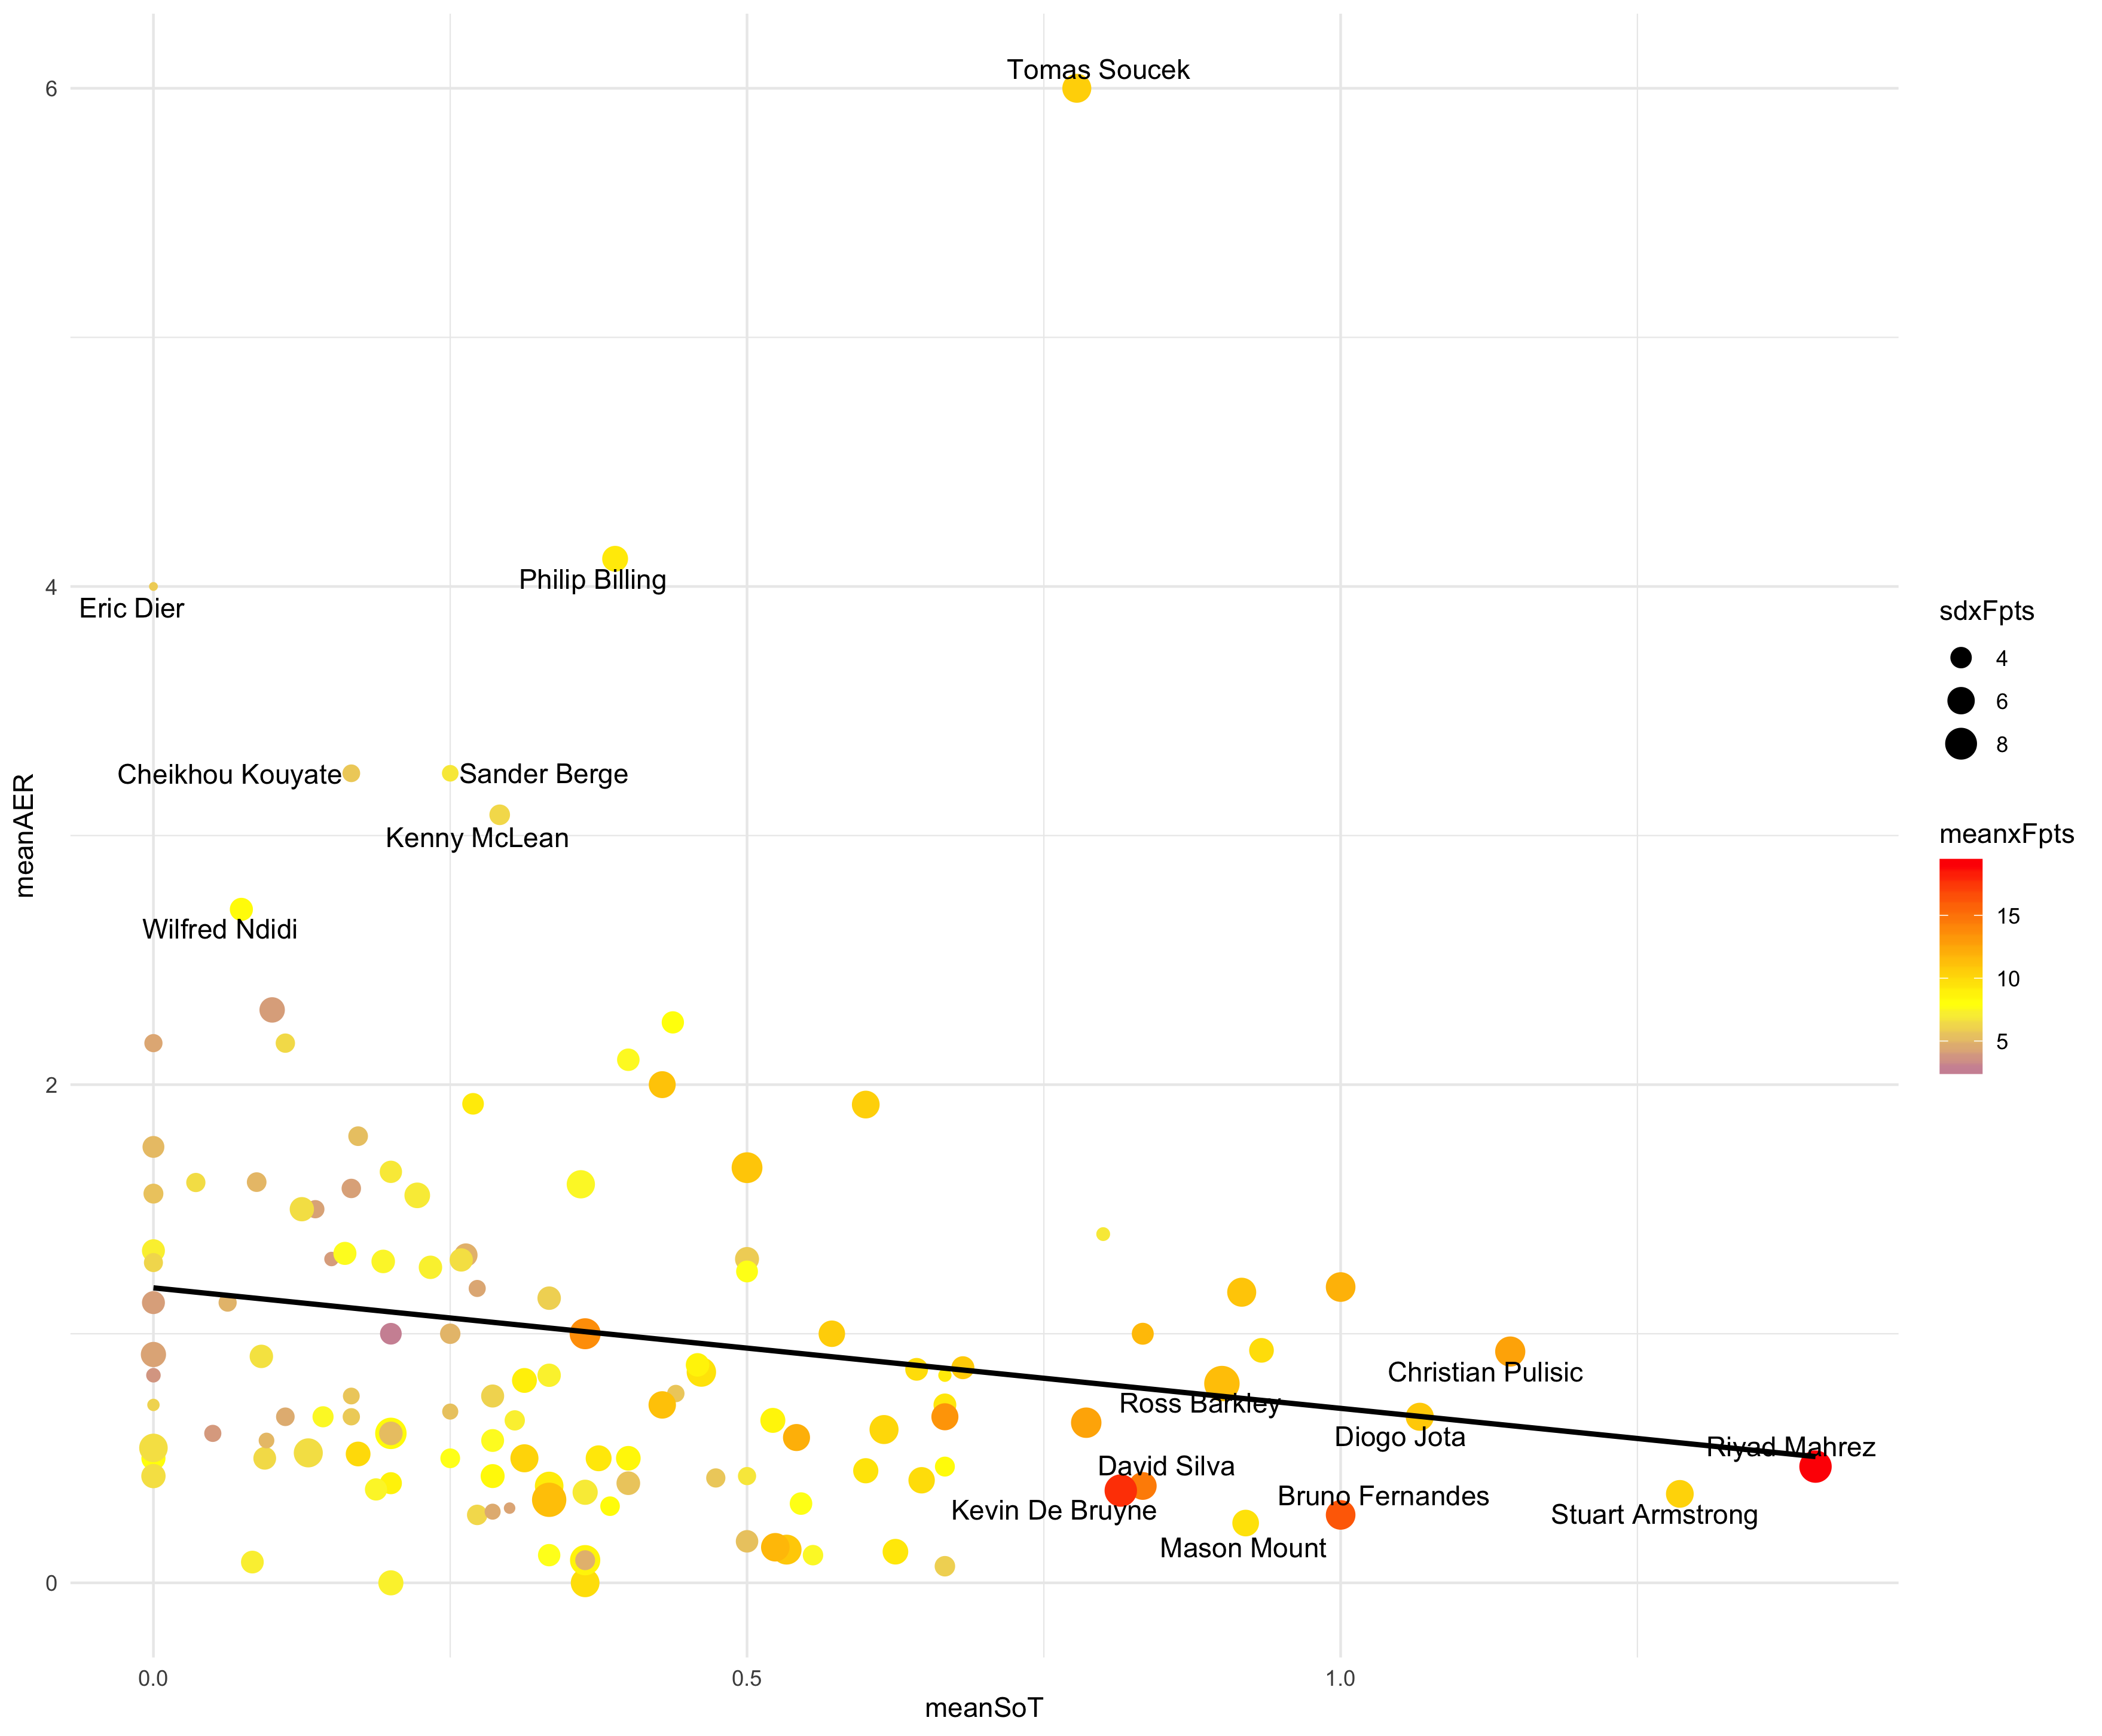 Tomas Soucek
6
Philip Billing
4
Eric Dier
Cheikhou Kouyate
Sander Berge
Kenny McLean
Wilfred Ndidi
2
Christian Pulisic
Ross Barkley
Diogo Jota
Riyad Mahrez
David Silva
Bruno Fernandes
Kevin De Bruyne
Stuart Armstrong
Mason Mount
0
0.0
0.5
1.0
meanSoT
meanAER
sdxFpts
4
6
8
meanxFpts
15
10
5